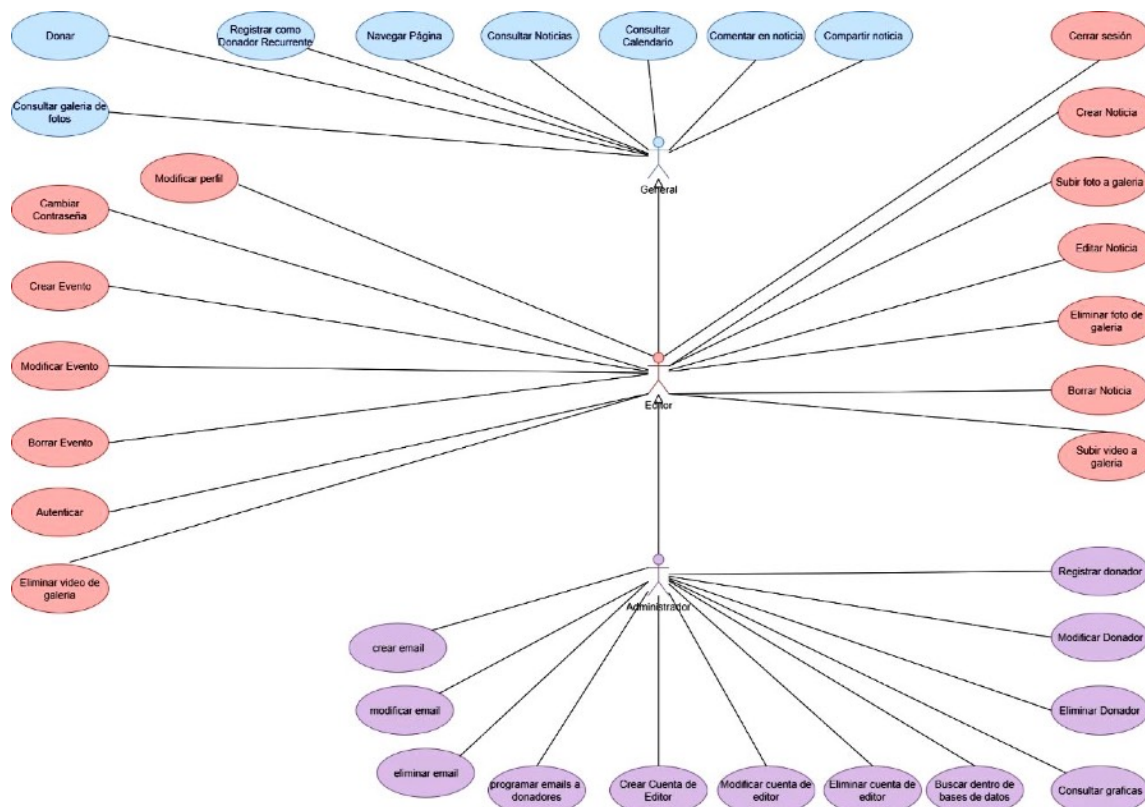 Donar
Registrar como
Donador Recurrente
Navegar Página
Consultar Noticias
Consultar
Calendario
Comentar en noticia
Compartir noticia
Cerrar sesión
Consultar galeria de
fotos
Crear Noticia
General
Modificar perfil
Subir foto a galeria
Cambiar
Contraseña
Editar Noticia
Crear Evento
Eliminar foto de
galeria
Modificar Evento
Editor
Borrar Noticia
Borrar Evento
Subir video a
galeria
Autenticar
Eliminar video de
galeria
Administrador
Registrar donador
crear email
Modificar Donador
modificar email
Eliminar Donador
eliminar email
programar emails a
donadores
Crear Cuenta de
Editor
Modificar cuenta de
editor
Eliminar cuenta de
editor
Buscar dentro de
bases de datos
Consultar graficas